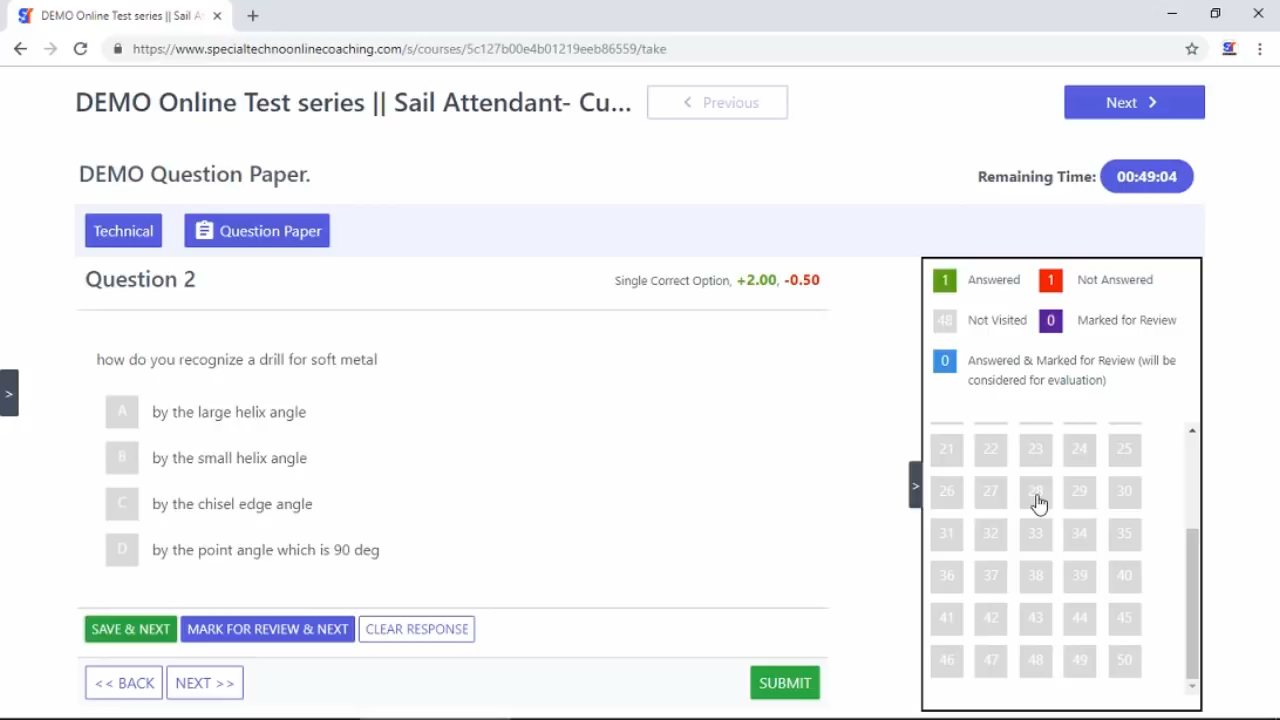 DEMO Online Test series || Sail A
https://www.specialtechnoonlinecoaching.com/s/courses/5c127b00e4b01219eeb86559/take
DEMO Online Test series || Sail Attendant- Cu...
< Previous
Next >
DEMO Question Paper.
Remaining Time: 00:49:04
Technical
Question Paper
Question 2
Single Correct Option, +2.00, -0.50
how do you recognize a drill for soft metal
A by the large helix angle
B by the small helix angle
C by the chisel edge angle
D by the point angle which is 90 deg
SAVE & NEXT
MARK FOR REVIEW & NEXT
CLEAR RESPONSE
<< BACK
NEXT >>
SUBMIT
>
>
1 Answered 1 Not Answered
48 Not Visited 0 Marked for Review
0 Answered & Marked for Review (will be
considered for evaluation)
21 22 23 24 25
26 27 28 29 30
31 32 33 34 35
36 37 38 39 40
41 42 43 44 45
46 47 48 49 50